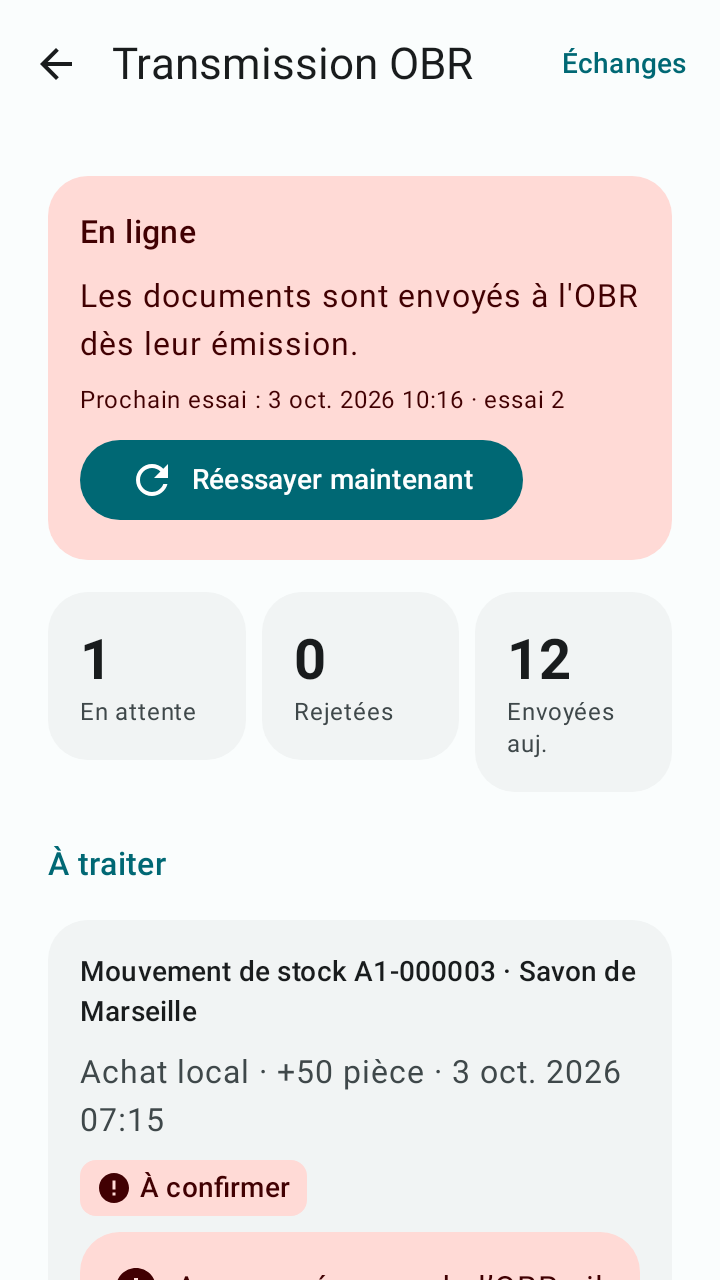 Transmission OBR
Échanges
En ligne
Les documents sont envoyés à l'OBR
dès leur émission.
Prochain essai : 3 oct. 2026 10:16 · essai 2
Réessayer maintenant
1
En attente
0
Rejetées
12
Envoyées
auj.
À traiter
Mouvement de stock A1-000003 · Savon de
Marseille
Achat local · +50 pièce · 3 oct. 2026
07:15
À confirmer